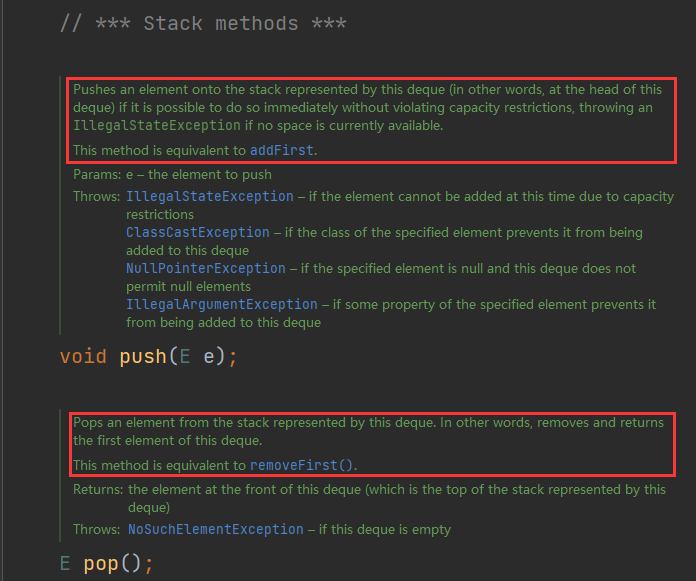 // *** Stack methods ***
Pushes an element onto the stack represented by this deque (in other words, at the head of this
deque) if it is possible to do so immediately without violating capacity restrictions, throwing an
IllegalStateException if no space is currently available.
This method is equivalent to addFirst.
Params: e – the element to push
Throws: IllegalStateException – if the element cannot be added at this time due to capacity
restrictions
ClassCastException – if the class of the specified element prevents it from being
added to this deque
NullPointerException – if the specified element is null and this deque does not
permit null elements
IllegalArgumentException – if some property of the specified element prevents it
from being added to this deque
void push(E e);
Pops an element from the stack represented by this deque. In other words, removes and returns
the first element of this deque.
This method is equivalent to removeFirst().
Returns: the element at the front of this deque (which is the top of the stack represented by this
deque)
Throws: NoSuchElementException – if this deque is empty
E pop();